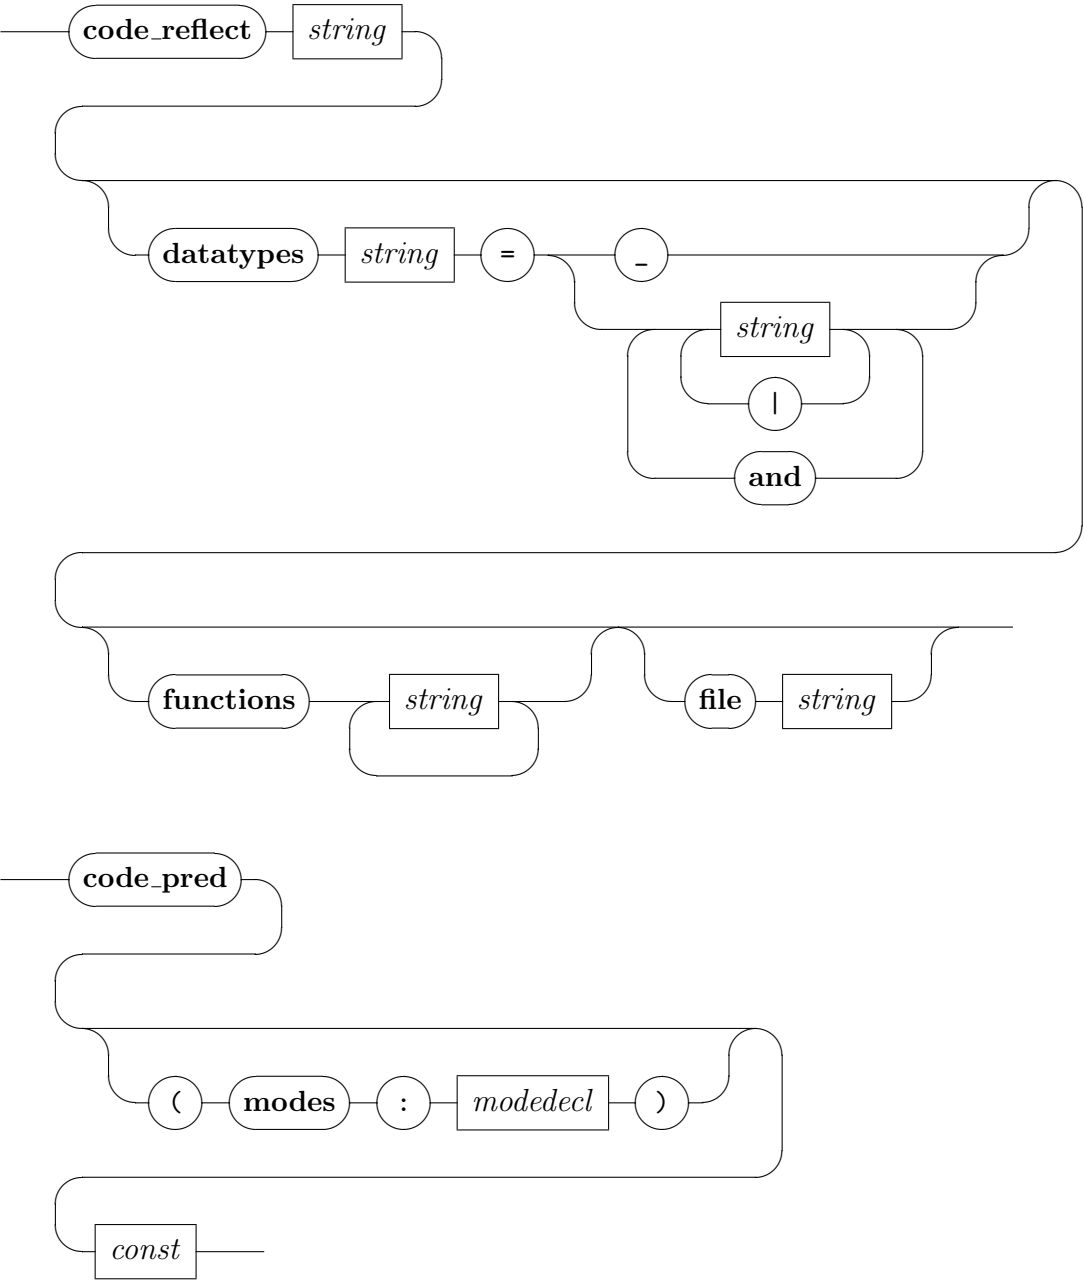 code_reflect string
datatypes string = _
string
|
and
functions string file string
code_pred
( modes : modedecl )
const